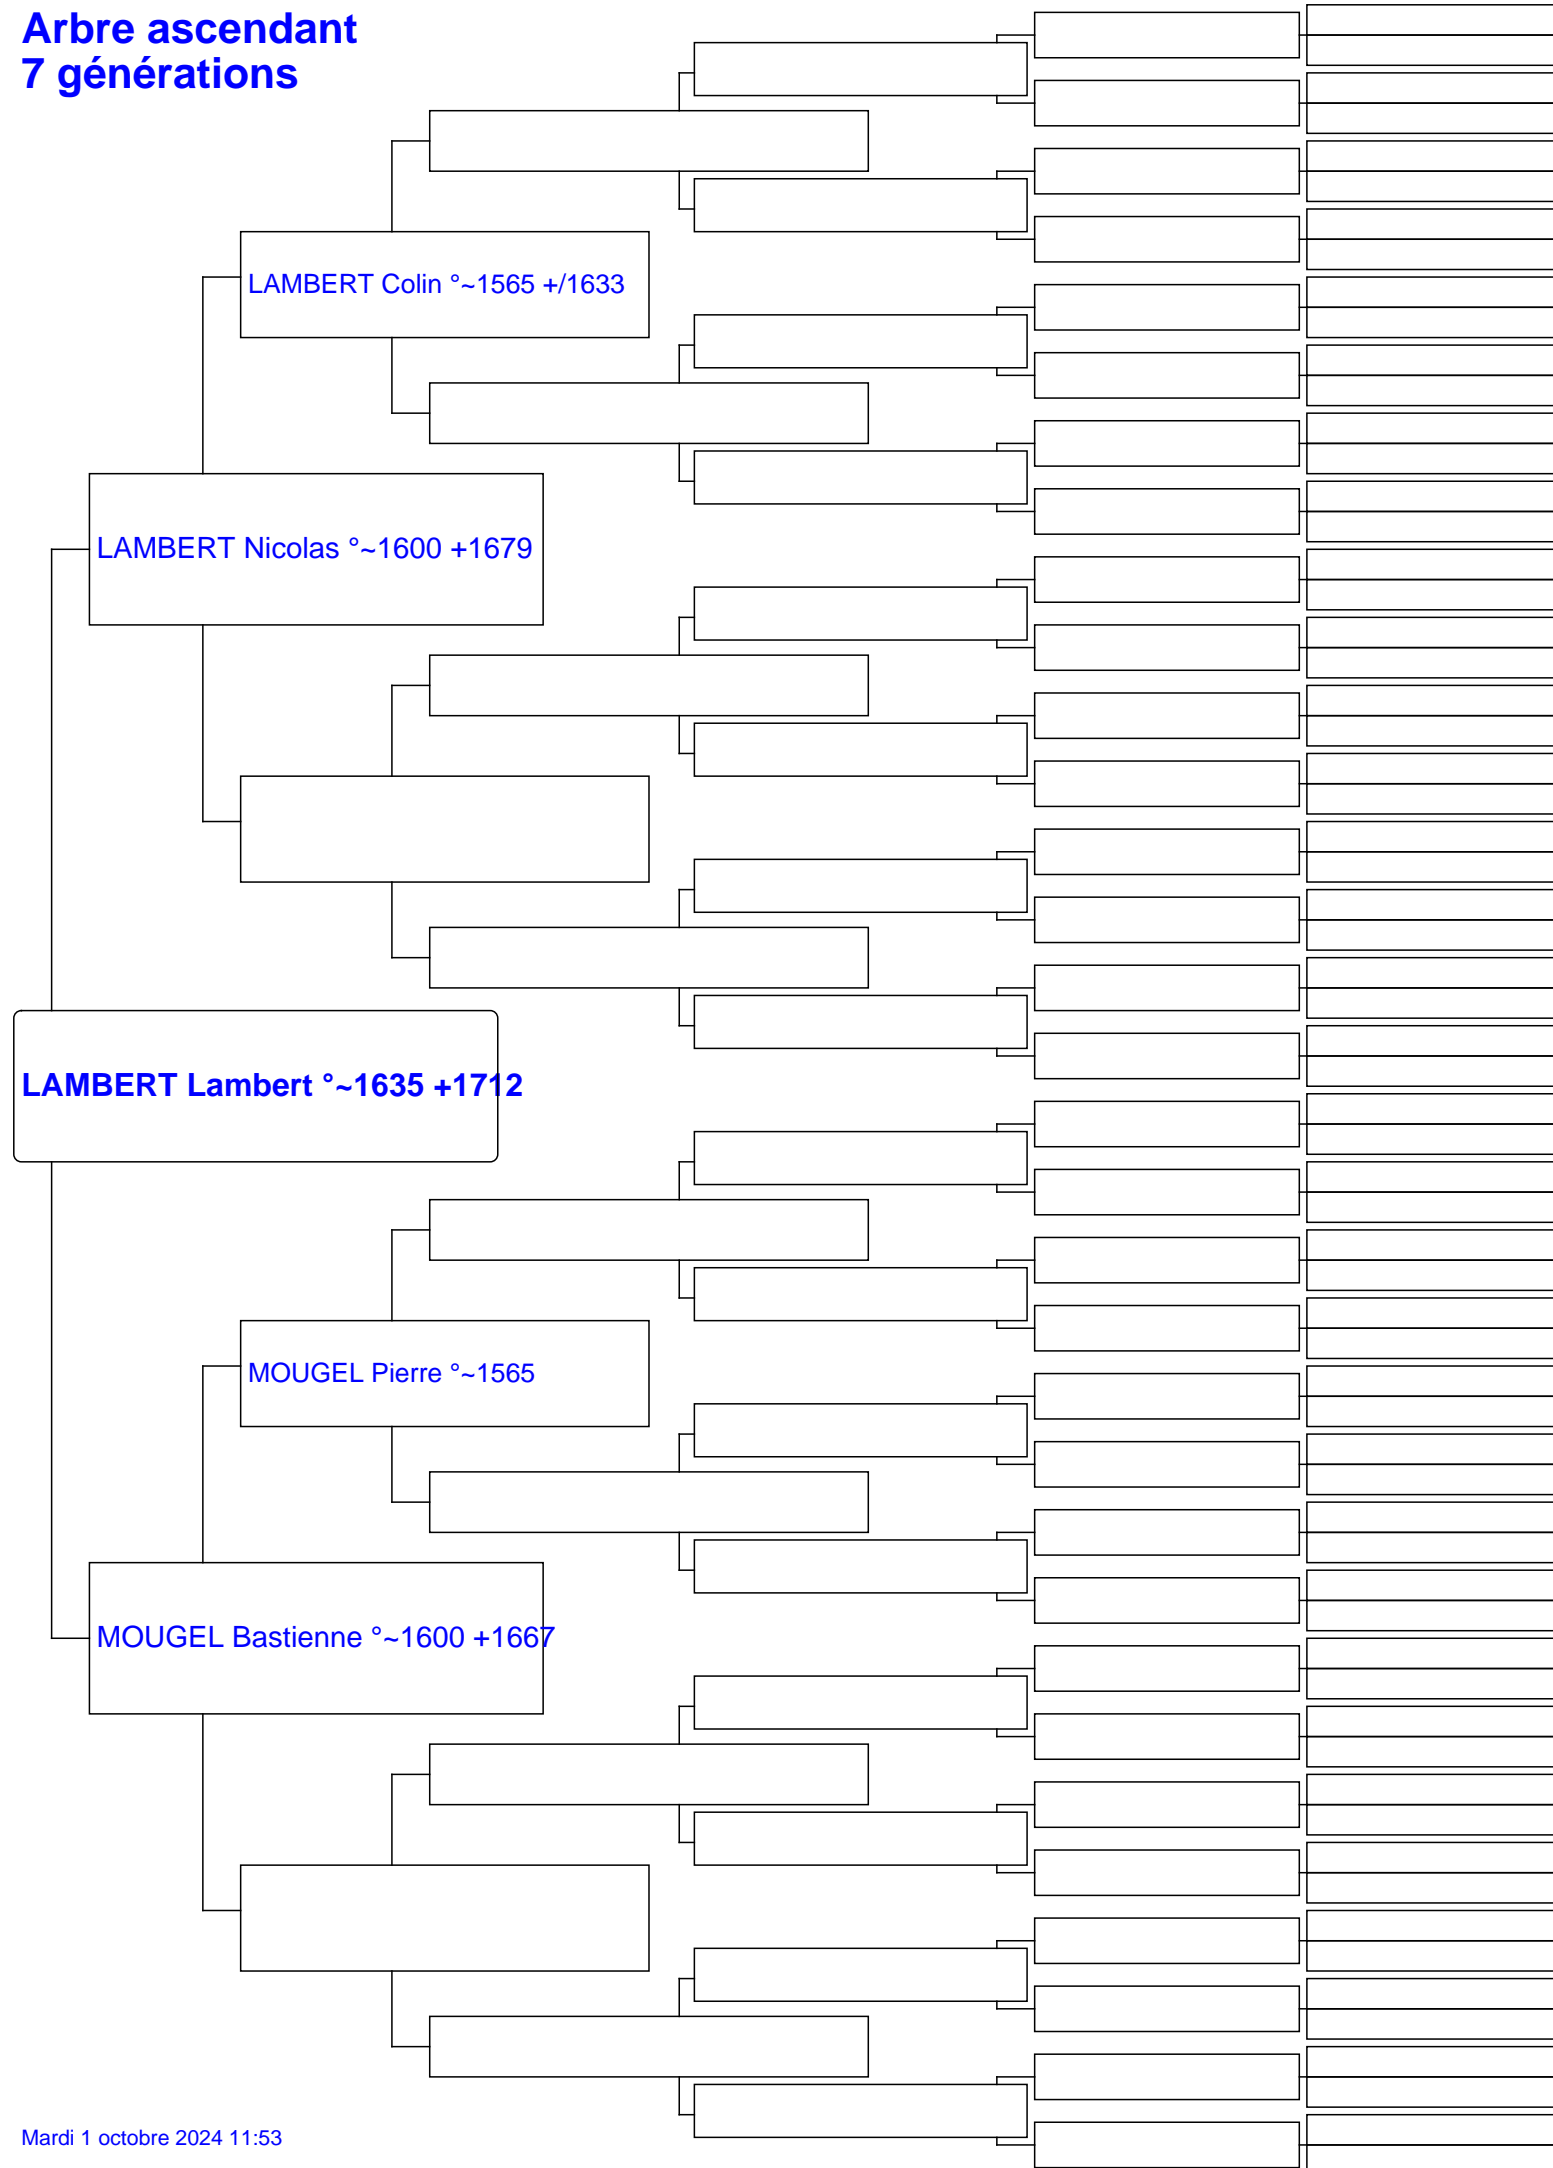 Arbre ascendant
7 générations
LAMBERT Colin °~1565 +/1633
LAMBERT Nicolas °~1600 +1679
LAMBERT Lambert °~1635 +1712
MOUGEL Pierre °~1565
MOUGEL Bastienne °~1600 +1667
Mardi 1 octobre 2024 11:53